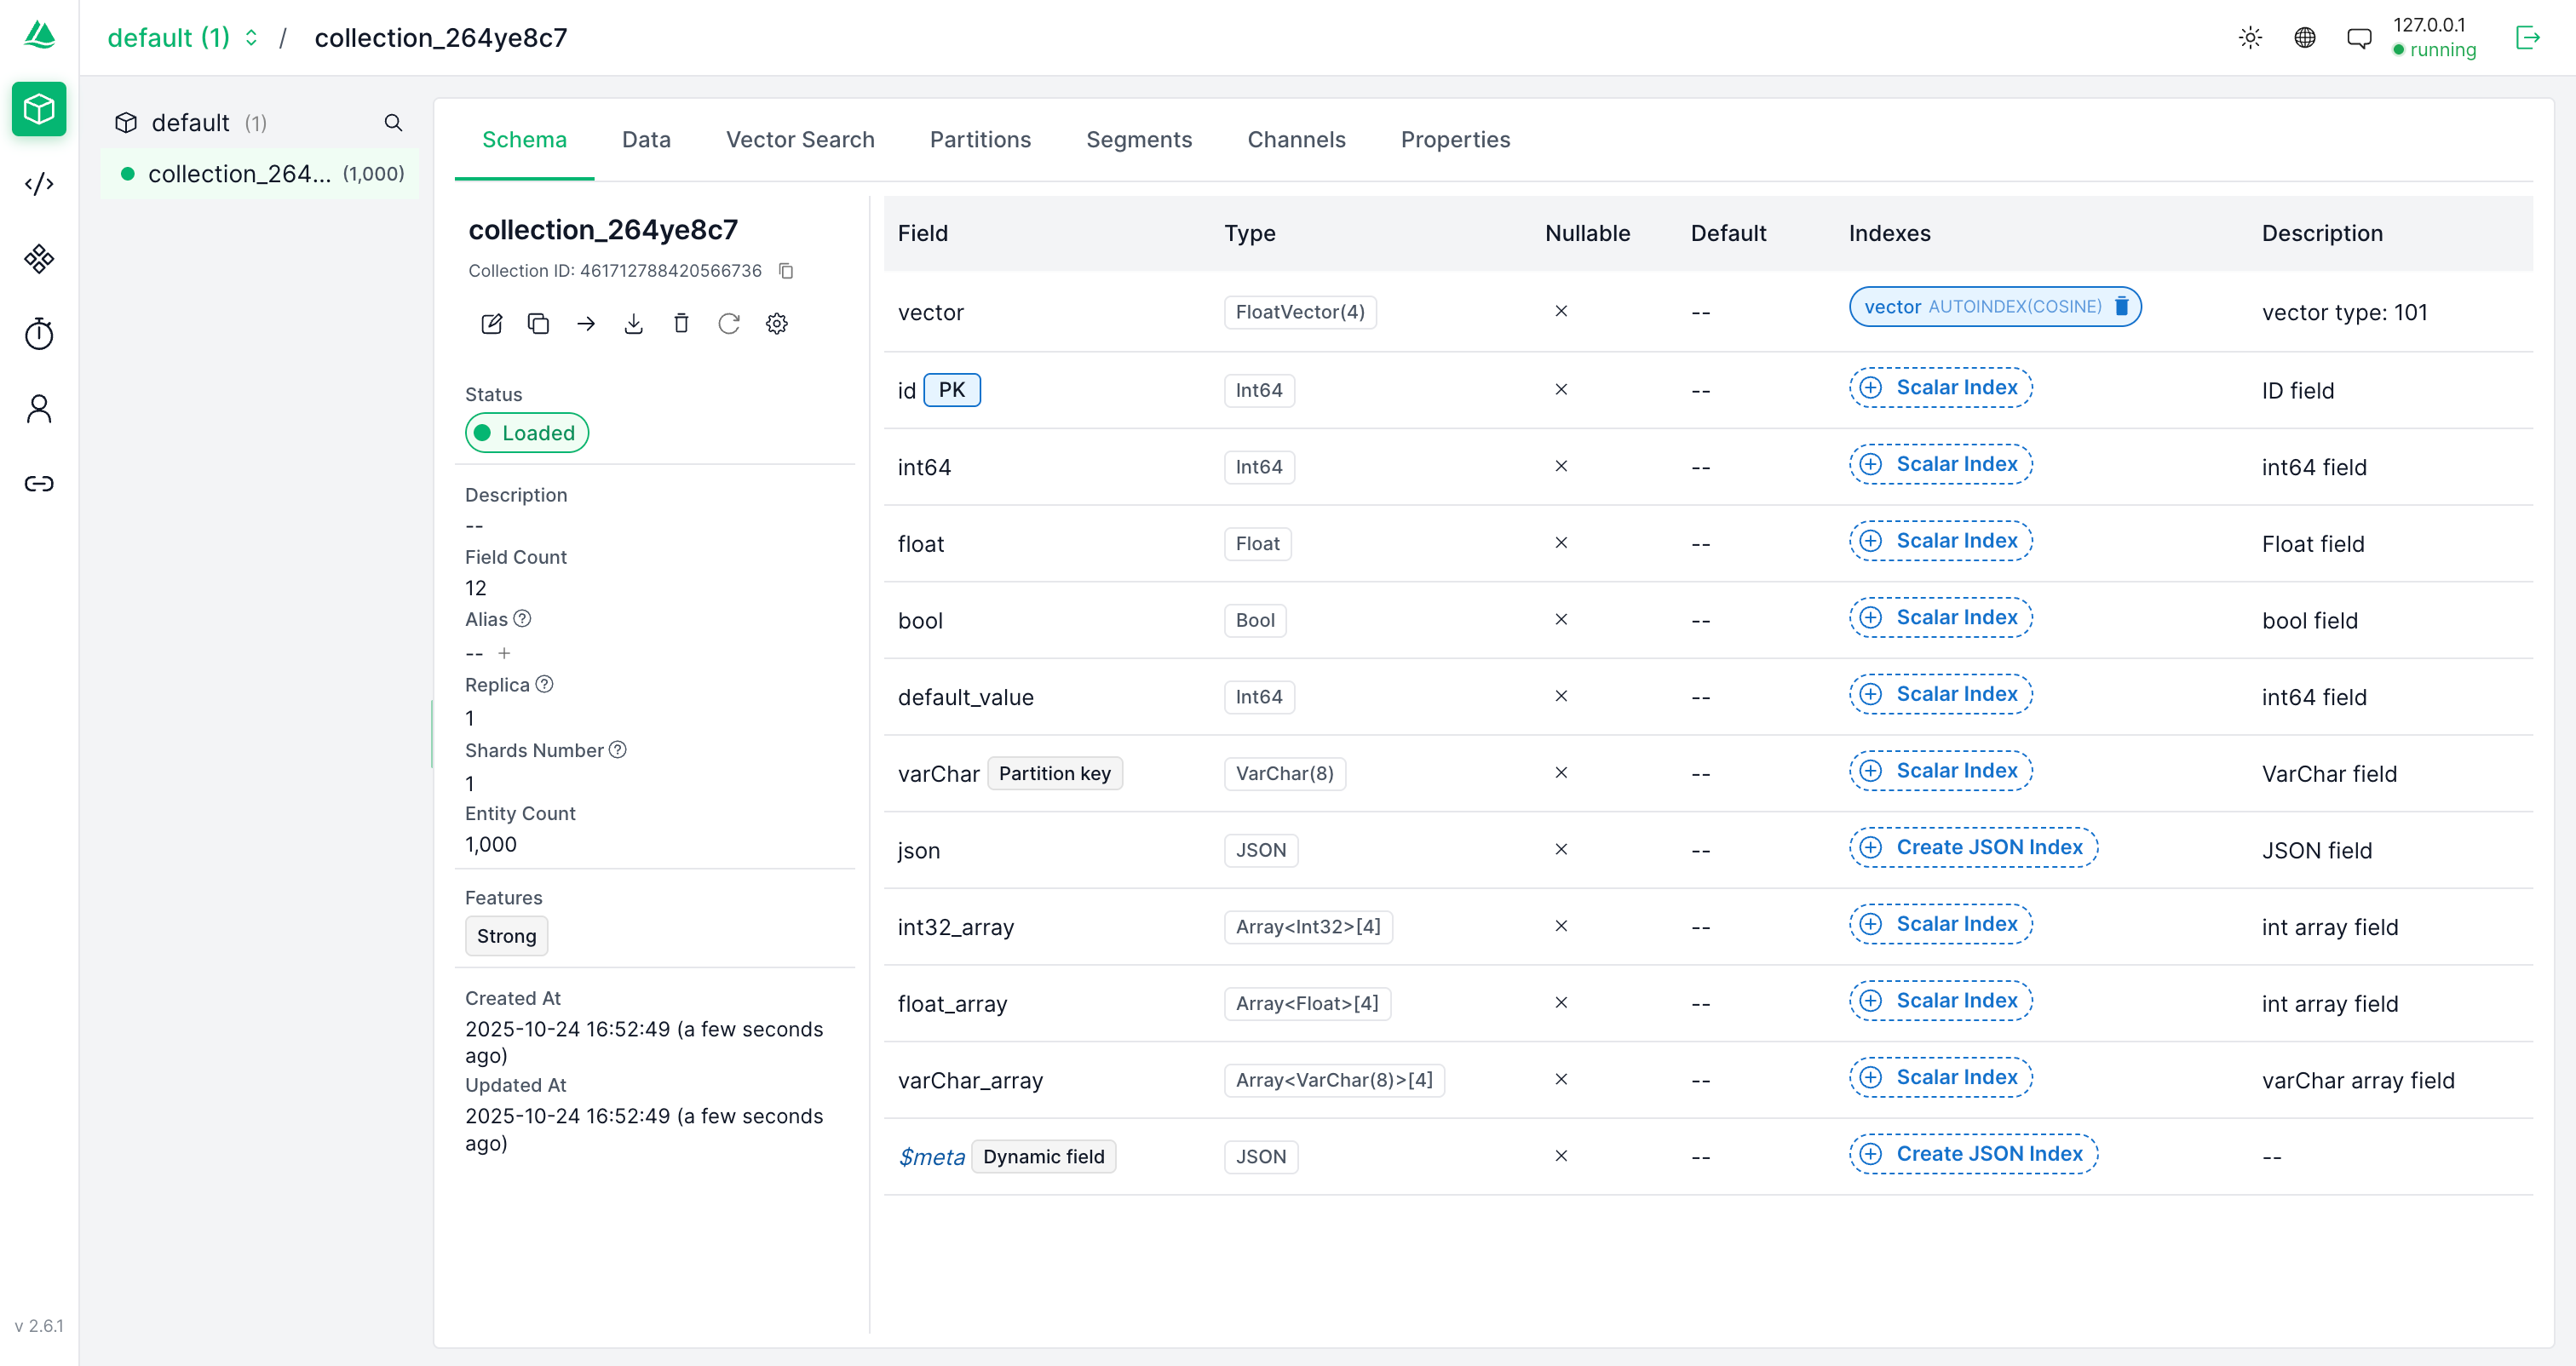 default (1) / collection_264ye8c7
127.0.0.1
running
default (1)
collection_264... (1,000)
v 2.6.1
Schema Data Vector Search Partitions Segments Channels Properties
collection_264ye8c7
Collection ID: 461712788420566736
Status
Loaded
Description
--
Field Count
12
Alias
--
Replica
1
Shards Number
1
Entity Count
1,000
Features
Strong
Created At
2025-10-24 16:52:49 (a few seconds
ago)
Updated At
2025-10-24 16:52:49 (a few seconds
ago)
Field Type Nullable Default Indexes Description
vector FloatVector(4) -- vector AUTOINDEX(COSINE) vector type: 101
id PK Int64 -- Scalar Index ID field
int64 Int64 -- Scalar Index int64 field
float Float -- Scalar Index Float field
bool Bool -- Scalar Index bool field
default_value Int64 -- Scalar Index int64 field
varChar Partition key VarChar(8) -- Scalar Index VarChar field
json JSON -- Create JSON Index JSON field
int32_array Array<Int32>[4] -- Scalar Index int array field
float_array Array<Float>[4] -- Scalar Index int array field
varChar_array Array<VarChar(8)>[4] -- Scalar Index varChar array field
$meta Dynamic field JSON -- Create JSON Index --